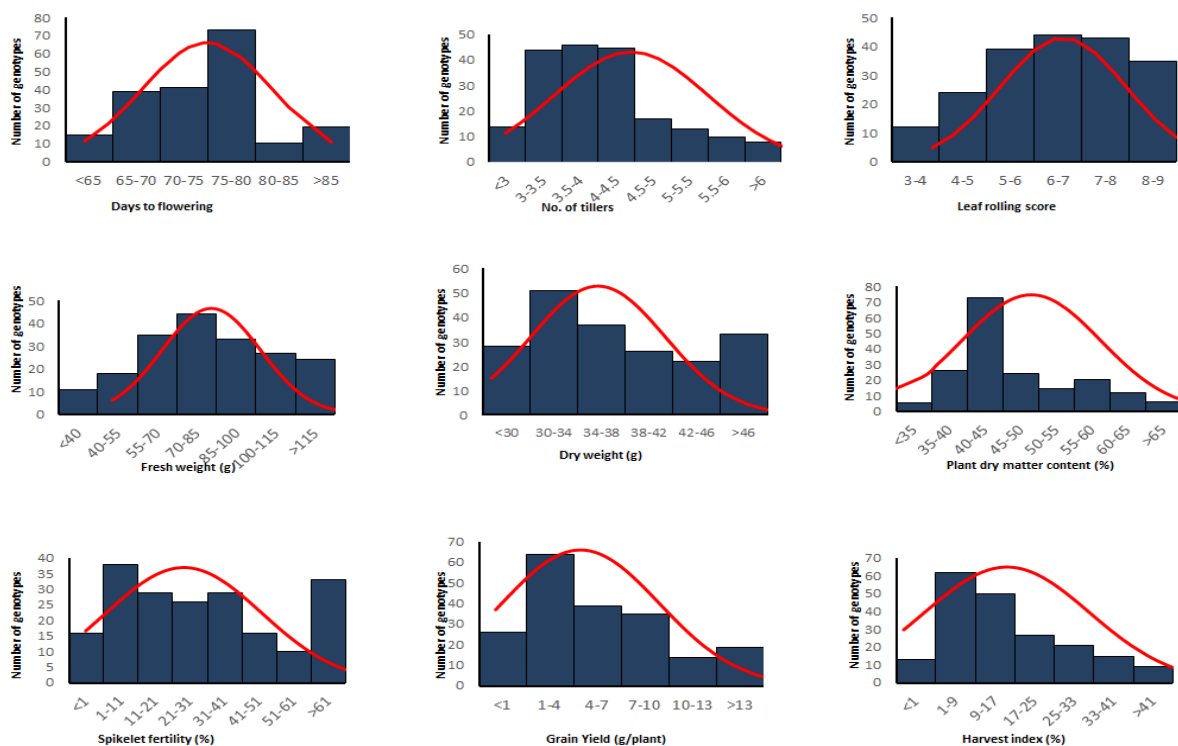 Number of genotypes
80
70
60
50
40
30
20
10
0
<65 65-70 70-75 75-80 80-85 >85
Days to flowering
Number of genotypes
50
40
30
20
10
0
<3 3-3.5 3.5-4 4-4.5 4.5-5 5-5.5 5.5-6 >6
No. of tillers
Number of genotypes
50
40
30
20
10
0
3-4 4-5 5-6 6-7 7-8 8-9
Leaf rolling score
Number of genotypes
50
40
30
20
10
0
<40 40-55 55-70 70-85 85-100 100-115 >115
Fresh weight (g)
Number of genotypes
60
50
40
30
20
10
0
<30 30-34 34-38 38-42 42-46 >46
Dry weight (g)
Number of genotypes
80
70
60
50
40
30
20
10
0
<35 35-40 40-45 45-50 50-55 55-60 60-65 >65
Plant dry matter content (%)
Number of genotypes
40
35
30
25
20
15
10
5
0
<1 1-11 11-21 21-31 31-41 41-51 51-61 >61
Spikelet fertility (%)
Number of genotypes
70
60
50
40
30
20
10
0
<1 1-4 4-7 7-10 10-13 >13
Grain Yield (g/plant)
Number of genotypes
70
60
50
40
30
20
10
0
<1 1-9 9-17 17-25 25-33 33-41 >41
Harvest index (%)